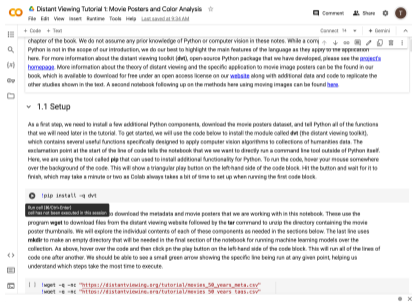 Distant Viewing Tutorial 1: Movie Posters and Color Analysis
File Edit View Insert Runtime Tools Help Last saved at 9:34 AM
Comment Share
+ Code + Text Connect T4 Gemini
chapter of the book. We do not assume any prior knowledge of Python or computer vision in these notes. While a comp
Python is not in the scope of our introduction, we do want to highlight the main features of the language as they apply to the application
here. For more information about the distant viewing toolkit (dvt), open-source Python package that we have developed, please see the project's
homepage. More information about the theory of distant viewing and the specific application to movie image posters can be found in our
book, which is available to download for free under an open access license on our website along with additional data and code to replicate the
other studies shown in the text. A second notebook following up on the methods here using moving images can be found here.
1.1 Setup
As a first step, we need to install a few additional Python components, download the movie posters dataset, and tell Python all of the functions
that we will need later in the tutorial. To get started, we will use the code below to install the module called dvt (the distant viewing toolkit),
which contains several useful functions specifically designed to apply computer vision algorithms to collections of humanities data. The
exclamation point at the start of the line of code tells the notebook that we want to directly run a command line tool outside of Python itself.
Here, we are using the tool called pip that can used to install additional functionality for Python. To run the code, hover your mouse somewhere
over the background of the code. This will show a triangular play button on the left-hand side of the code block. Hit the button and wait for it to
finish, which may take a minute or two as Colab always takes a bit of time to set up when running the first code block.
!pip install -q dvt
Run cell (⌘/Ctrl+Enter)
cell has not been executed in this session
to download the metadata and movie posters that we are working with in this notebook. These use the
program wget to download files from the distant viewing website followed by the tar command to unzip the directory containing the movie
poster thumbnails. We will explore the individual contents of each of these components as needed in the sections below. The last line uses
mkdir to make an empty directory that will be needed in the final section of the notebook for running machine learning models over the
collection. As above, hover over the code and then click on the play button on the left-hand side of the code block. This will run all of the lines of
code one after another. We should be able to see a small green arrow showing the specific line being run at any given point, helping us
understand which steps take the most time to execute.
[ ] !wget -q -nc "https://distantviewing.org/tutorial/movies_50_years_meta.csv"
!wget -q -nc "https://distantviewing.org/tutorial/movies_50_years_tags.csv"